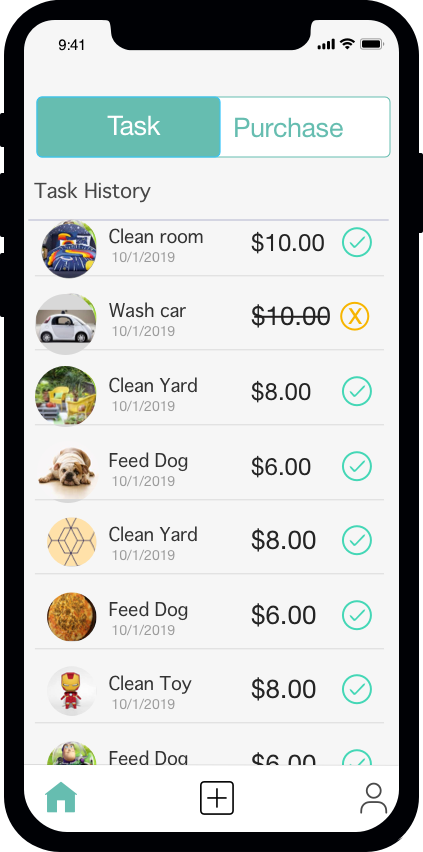 9:41
Task Purchase
Task History
Clean room $10.00
10/1/2019
Wash car $10.00 X
10/1/2019
Clean Yard $8.00
10/1/2019
Feed Dog $6.00
10/1/2019
Clean Yard $8.00
10/1/2019
Feed Dog $6.00
10/1/2019
Clean Toy $8.00
10/1/2019
Feed Dog $6.00